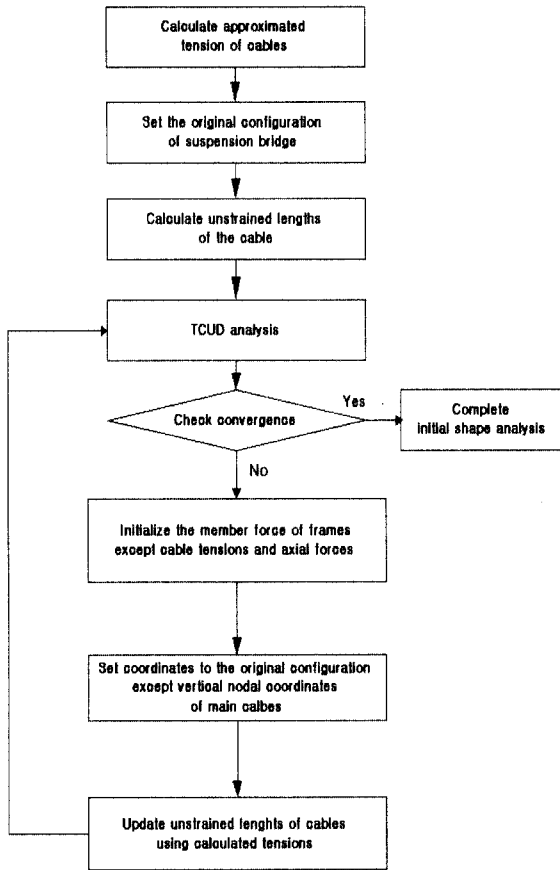 Calculate approximated
tension of cables
Set the original configuration
of suspension bridge
Calculate unstrained lengths
of the cable
TCUD analysis
Check convergence
Yes
Complete
initial shape analysis
No
Initialize the member force of frames
except cable tensions and axial forces
Set coordinates to the original configuration
except vertical nodal coordinates
of main calbes
Update unstrained lenghts of cables
using calculated tensions